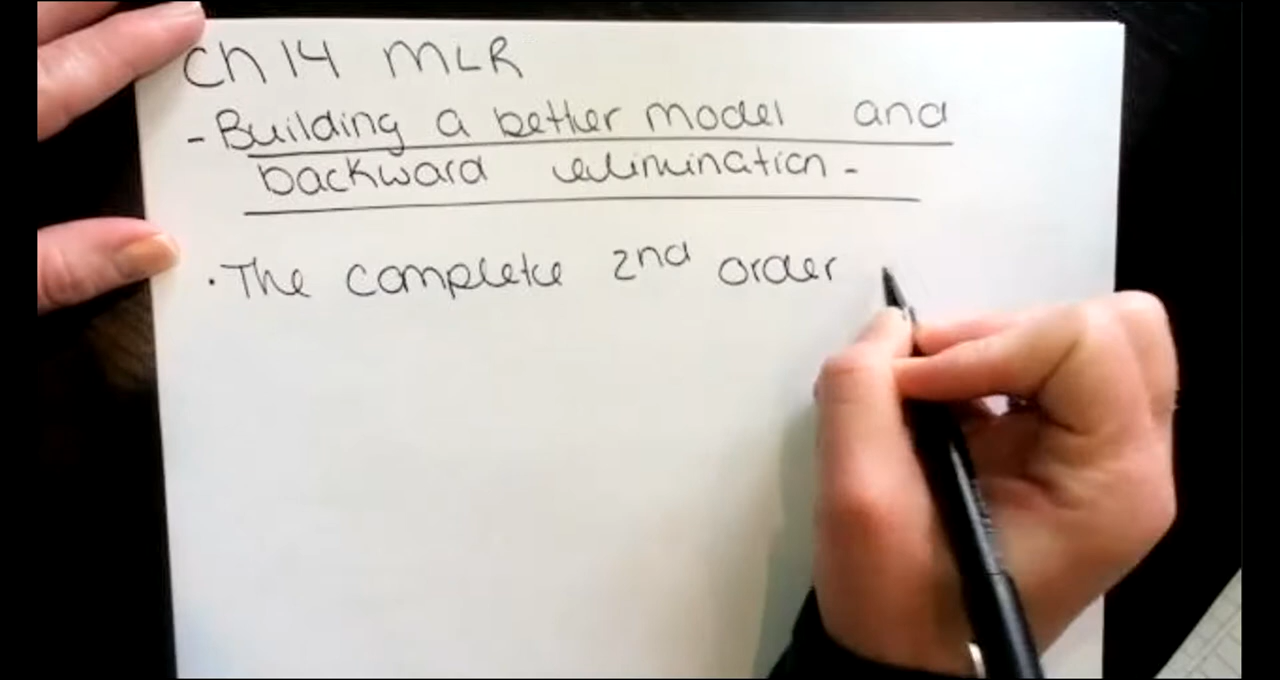 Ch 14 MLR
- Building a better model and
backward elimination -
· The complete 2nd order